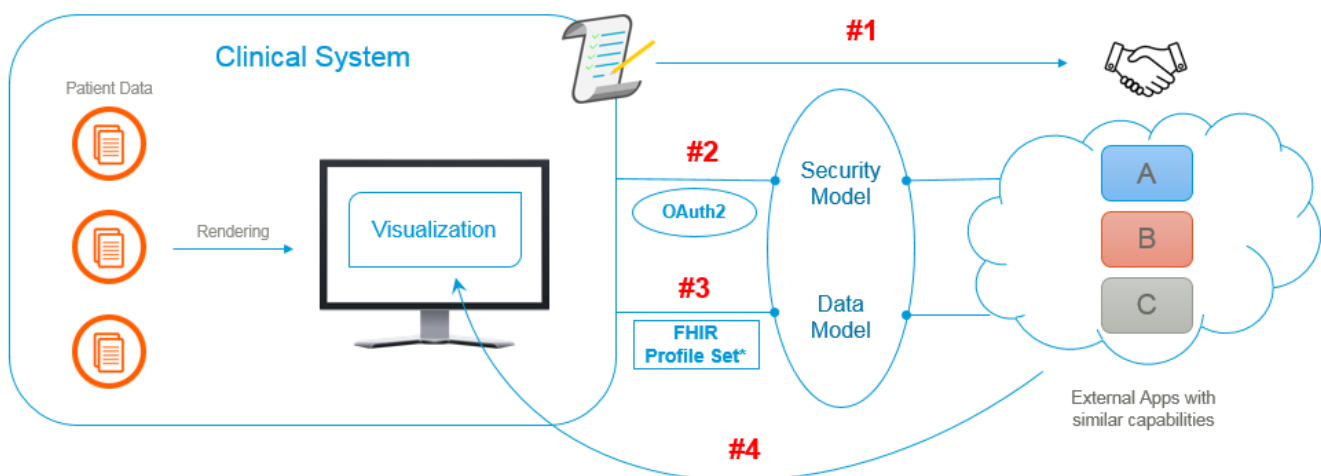 #1
Clinical System
Patient Data
#2
Security
Model
A
OAuth2
B
Rendering
Visualization
#3
Data
Model
C
FHIR
Profile Set*
External Apps with
similar capabilities
#4